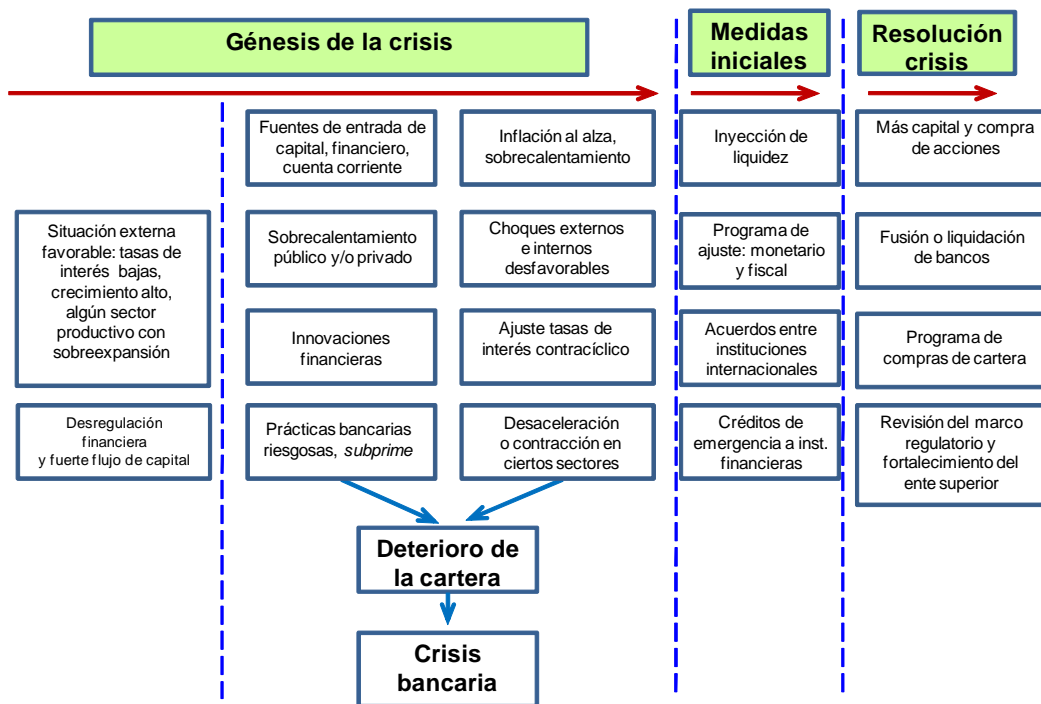 Génesis de la crisis
Medidas
iniciales
Resolución
crisis
Situación externa
favorable: tasas de
interés bajas,
crecimiento alto,
algún sector
productivo con
sobreexpansión
Desregulación
financiera
y fuerte flujo de capital
Fuentes de entrada de
capital, financiero,
cuenta corriente
Sobrecalentamiento
público y/o privado
Innovaciones
financieras
Prácticas bancarias
riesgosas, subprime
Inflación al alza,
sobrecalentamiento
Choques externos
e internos
desfavorables
Ajuste tasas de
interés contracíclico
Desaceleración
o contracción en
ciertos sectores
Deterioro de
la cartera
Crisis
bancaria
Inyección de
liquidez
Programa de
ajuste: monetario
y fiscal
Acuerdos entre
instituciones
internacionales
Créditos de
emergencia a inst.
financieras
Más capital y compra
de acciones
Fusión o liquidación
de bancos
Programa de
compras de cartera
Revisión del marco
regulatorio y
fortalecimiento del
ente superior